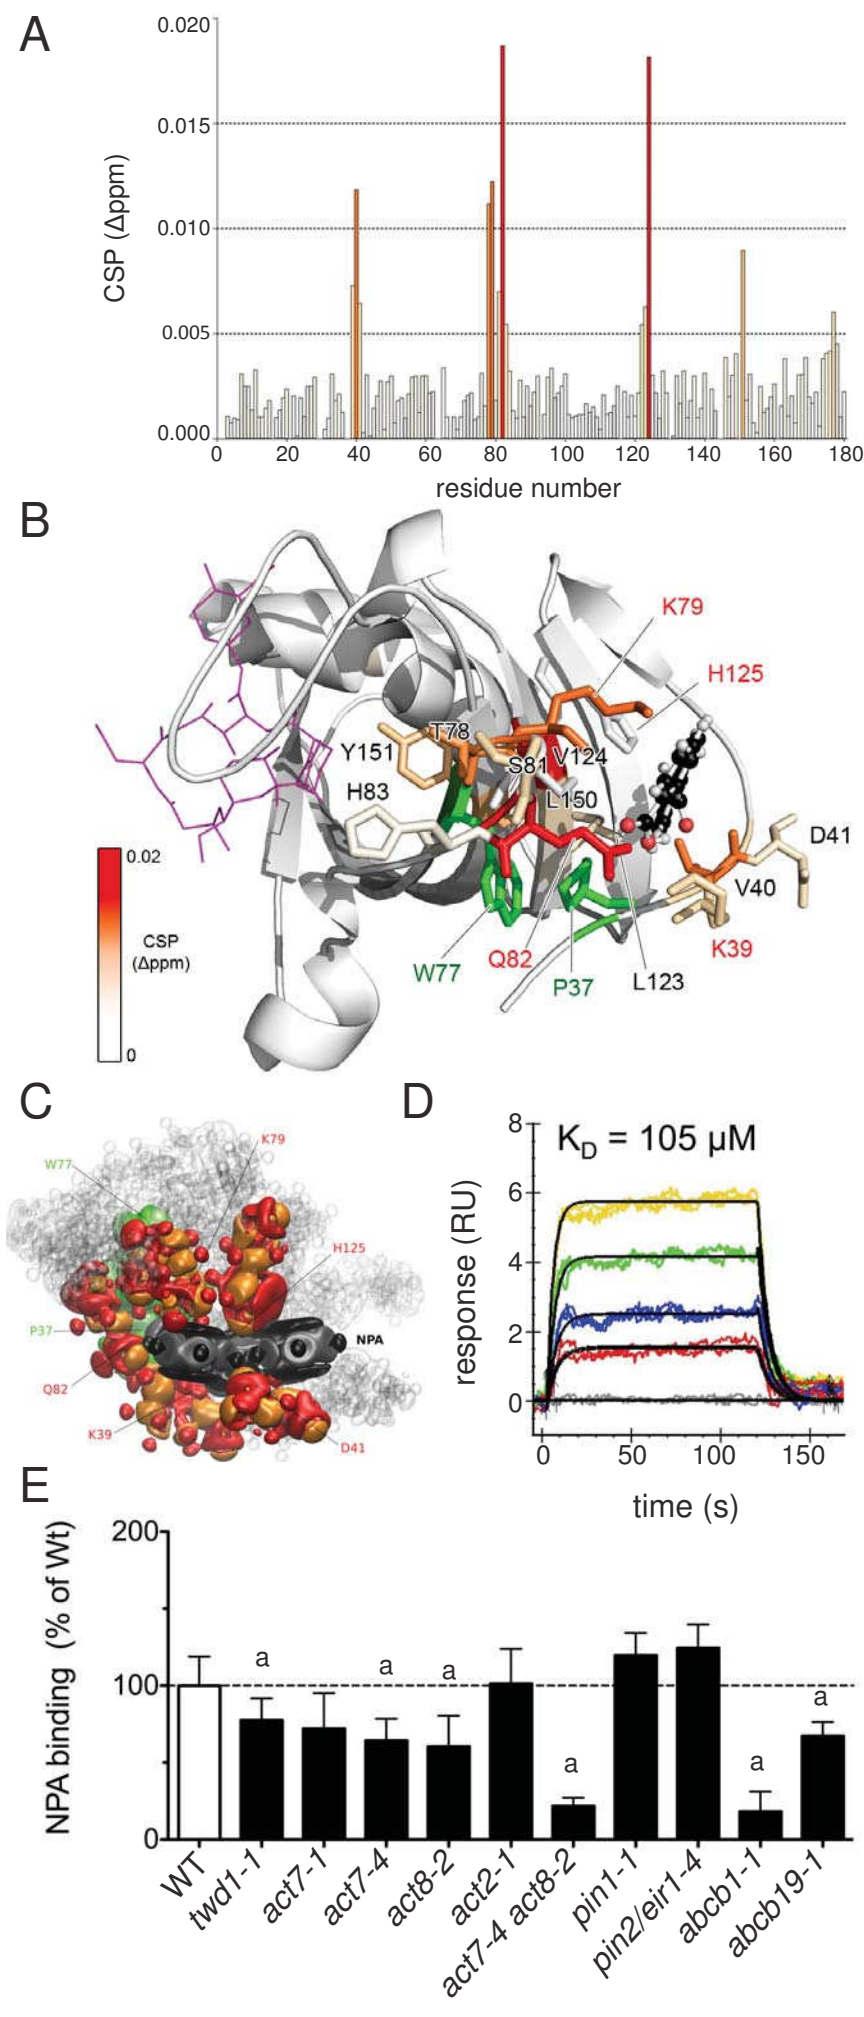 A
0.020
0.015
0.010
0.005
0.000
CSP (Δppm)
0 20 40 60 80 100 120 140 160 180
residue number
B
K79
H125
T78
Y151
S81
V124
H83
L150
D41
V40
0.02
CSP
(Δppm)
0
W77
Q82
P37
L123
K39
C
K79
W77
H125
P37
NPA
Q82
K39
D41
D
K_D = 105 µM
8
6
4
2
0
response (RU)
0 50 100 150
time (s)
E
NPA binding (% of Wt)
200
100
0
a
a
a
a
a
a
WT
twd1-1
act7-1
act7-4
act8-2
act2-1
act7-4 act8-2
pin1-1
pin2/eir1-4
abcb1-1
abcb19-1